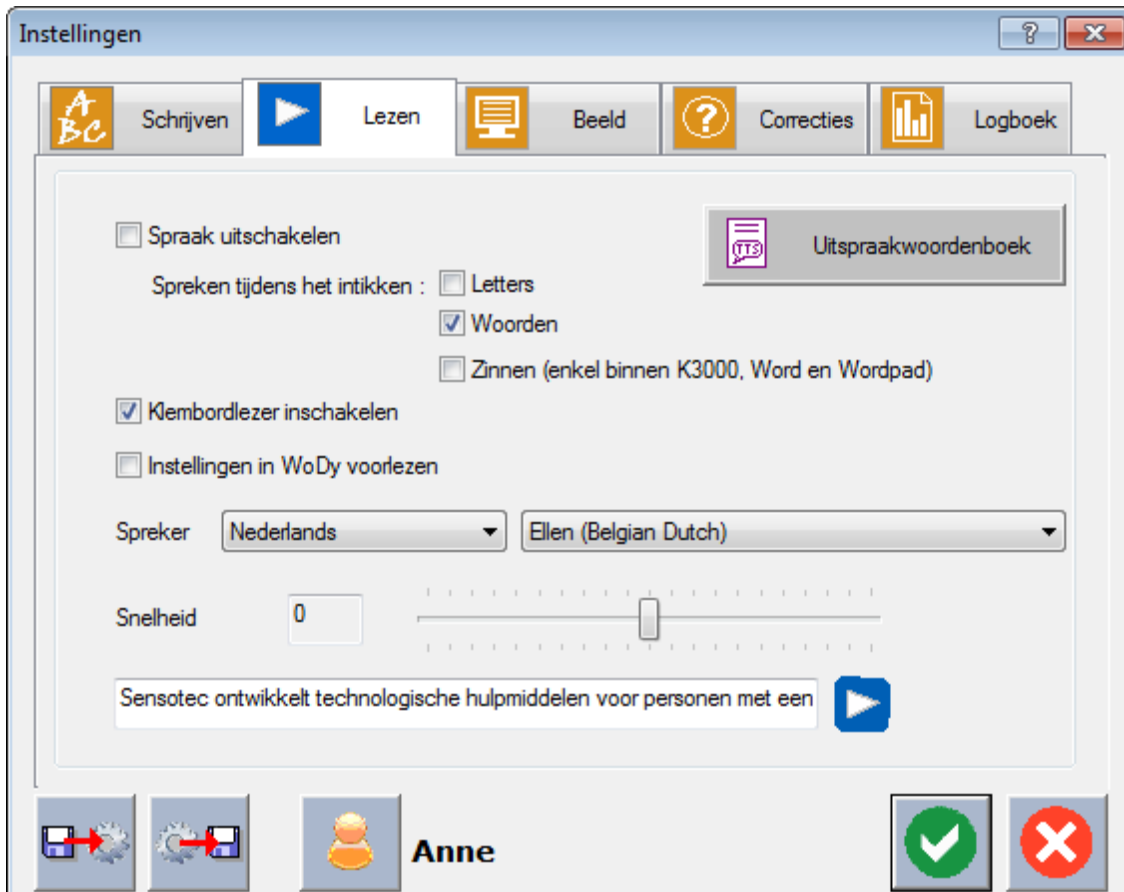 Instellingen
Schrijven Lezen Beeld Correcties Logboek
Spraak uitschakelen
Uitspraakwoordenboek
Spreken tijdens het intikken : Letters
Woorden
Zinnen (enkel binnen K3000, Word en Wordpad)
Klembordlezer inschakelen
Instellingen in WoDy voorlezen
Spreker Nederlands Ellen (Belgian Dutch)
Snelheid 0
Sensotec ontwikkelt technologische hulpmiddelen voor personen met een
Anne